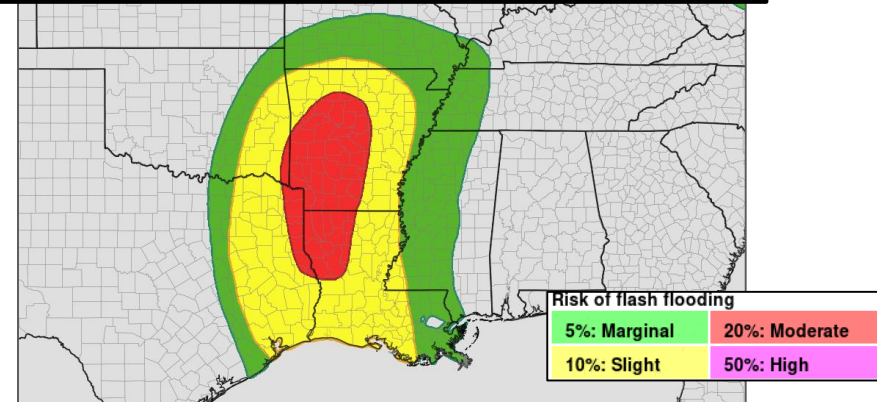 Risk of flash flooding
5%: Marginal 20%: Moderate
10%: Slight 50%: High